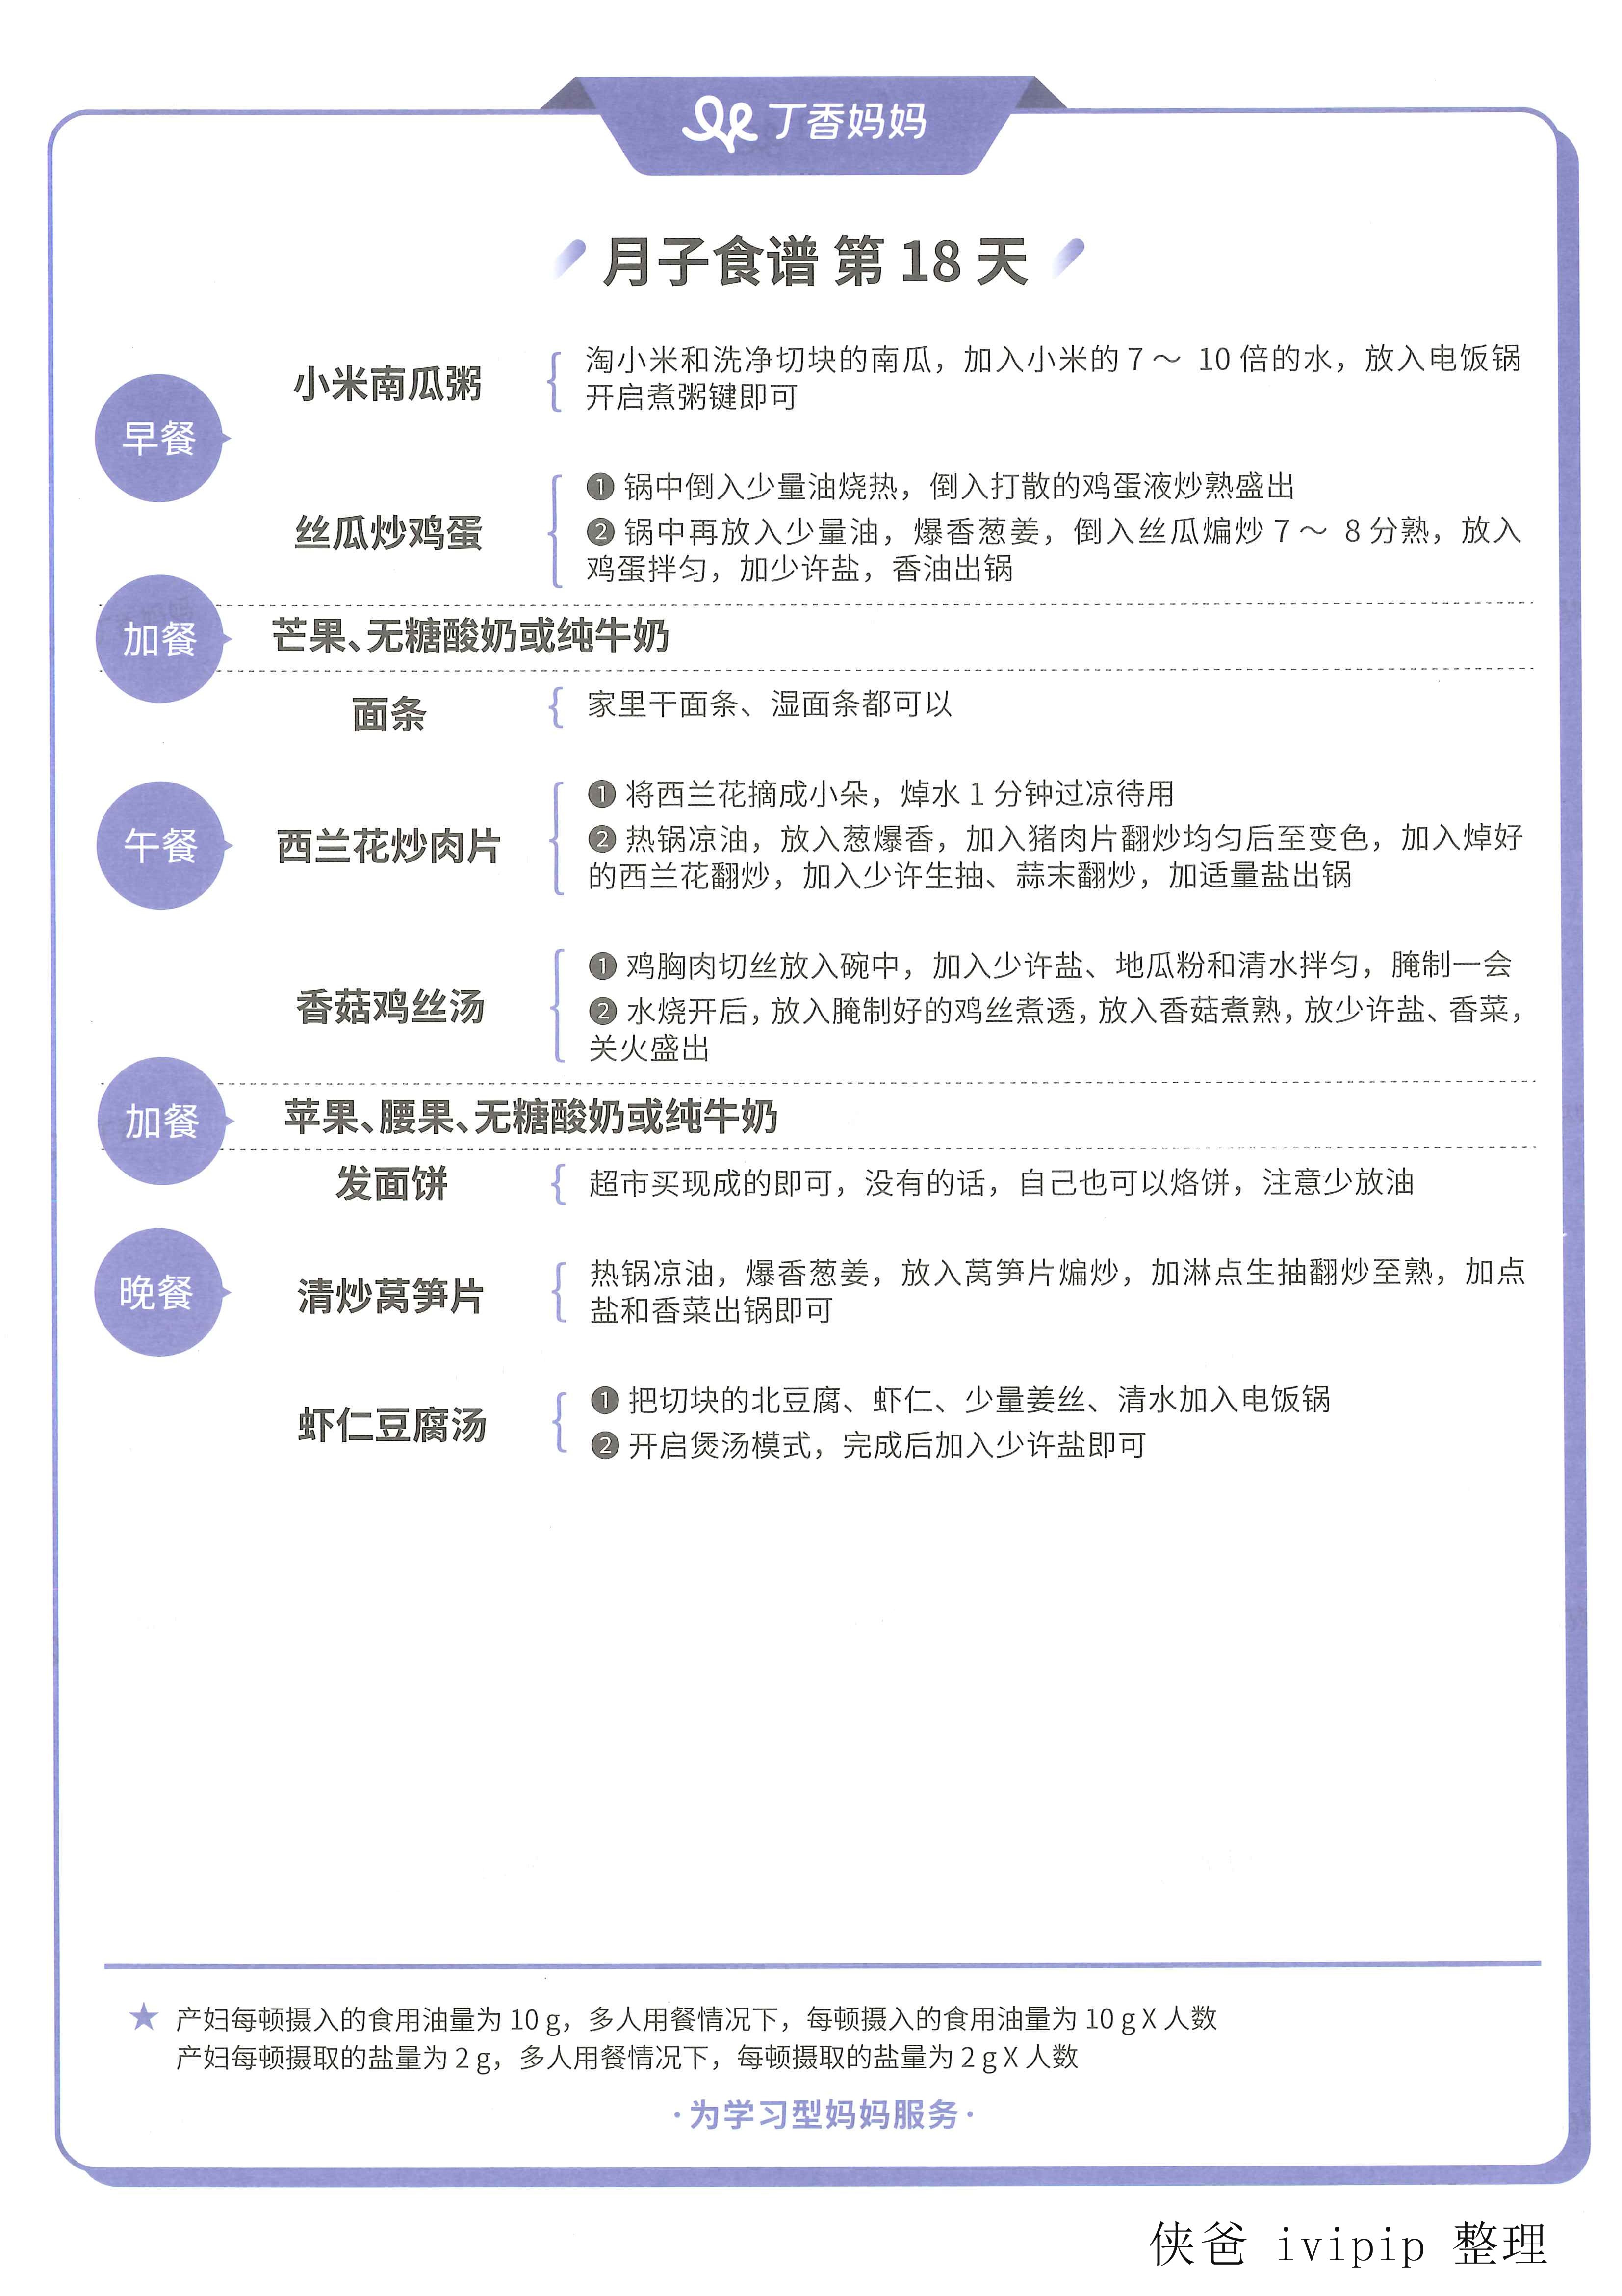 丁香妈妈
月子食谱 第 18 天
早餐
小米南瓜粥
淘小米和洗净切块的南瓜，加入小米的 7～ 10 倍的水，放入电饭锅
开启煮粥键即可
丝瓜炒鸡蛋
❶ 锅中倒入少量油烧热，倒入打散的鸡蛋液炒熟盛出
❷ 锅中再放入少量油，爆香葱姜，倒入丝瓜煸炒 7～ 8 分熟，放入
鸡蛋拌匀，加少许盐，香油出锅
加餐
芒果、无糖酸奶或纯牛奶
午餐
面条
家里干面条、湿面条都可以
西兰花炒肉片
❶ 将西兰花摘成小朵，焯水 1 分钟过凉待用
❷ 热锅凉油，放入葱爆香，加入猪肉片翻炒均匀后至变色，加入焯好
的西兰花翻炒，加入少许生抽、蒜末翻炒，加适量盐出锅
香菇鸡丝汤
❶ 鸡胸肉切丝放入碗中，加入少许盐、地瓜粉和清水拌匀，腌制一会
❷ 水烧开后，放入腌制好的鸡丝煮透，放入香菇煮熟，放少许盐、香菜，
关火盛出
加餐
苹果、腰果、无糖酸奶或纯牛奶
晚餐
发面饼
超市买现成的即可，没有的话，自己也可以烙饼，注意少放油
清炒莴笋片
热锅凉油，爆香葱姜，放入莴笋片煸炒，加淋点生抽翻炒至熟，加点
盐和香菜出锅即可
虾仁豆腐汤
❶ 把切块的北豆腐、虾仁、少量姜丝、清水加入电饭锅
❷ 开启煲汤模式，完成后加入少许盐即可
★ 产妇每顿摄入的食用油量为 10 g，多人用餐情况下，每顿摄入的食用油量为 10 g X 人数
产妇每顿摄取的盐量为 2 g，多人用餐情况下，每顿摄取的盐量为 2 g X 人数
·为学习型妈妈服务·
侠爸 ivipip 整理